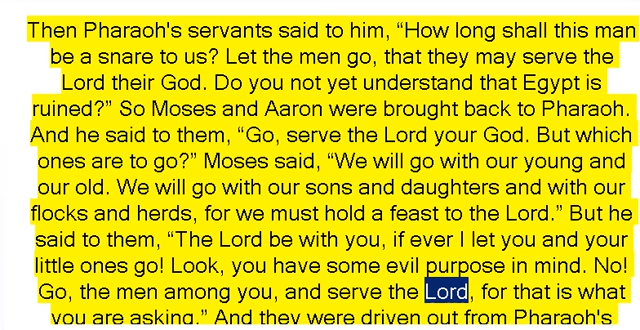 Then Pharaoh's servants said to him, “How long shall this man
be a snare to us? Let the men go, that they may serve the
Lord their God. Do you not yet understand that Egypt is
ruined?” So Moses and Aaron were brought back to Pharaoh.
And he said to them, “Go, serve the Lord your God. But which
ones are to go?” Moses said, “We will go with our young and
our old. We will go with our sons and daughters and with our
flocks and herds, for we must hold a feast to the Lord.” But he
said to them, “The Lord be with you, if ever I let you and your
little ones go! Look, you have some evil purpose in mind. No!
Go, the men among you, and serve the Lord, for that is what
you are asking.” And they were driven out from Pharaoh's